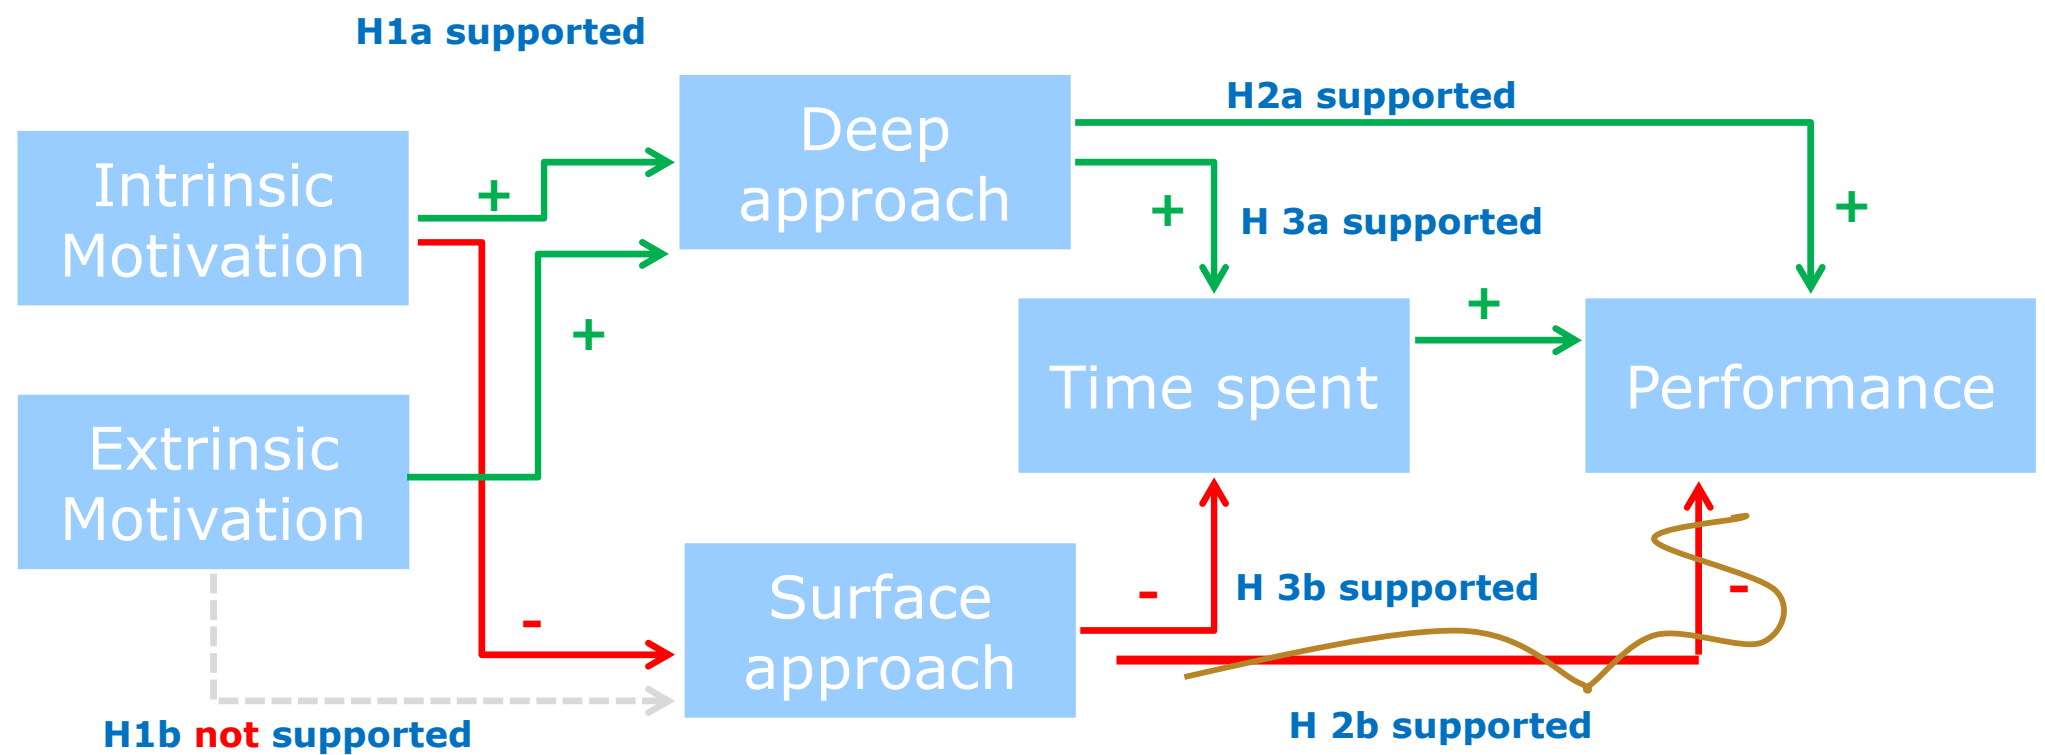 H1a supported
Deep
approach
H2a supported
Intrinsic
Motivation
+
+
H 3a supported
+
+
+
Time spent
Performance
Extrinsic
Motivation
Surface
approach
-
-
H 3b supported
-
H 2b supported
H1b not supported